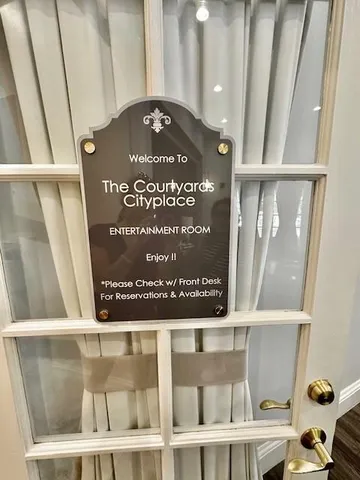 Welcome To
The Courtyards
Cityplace
ENTERTAINMENT ROOM
Enjoy !!
*Please Check w/ Front Desk
For Reservations & Availability